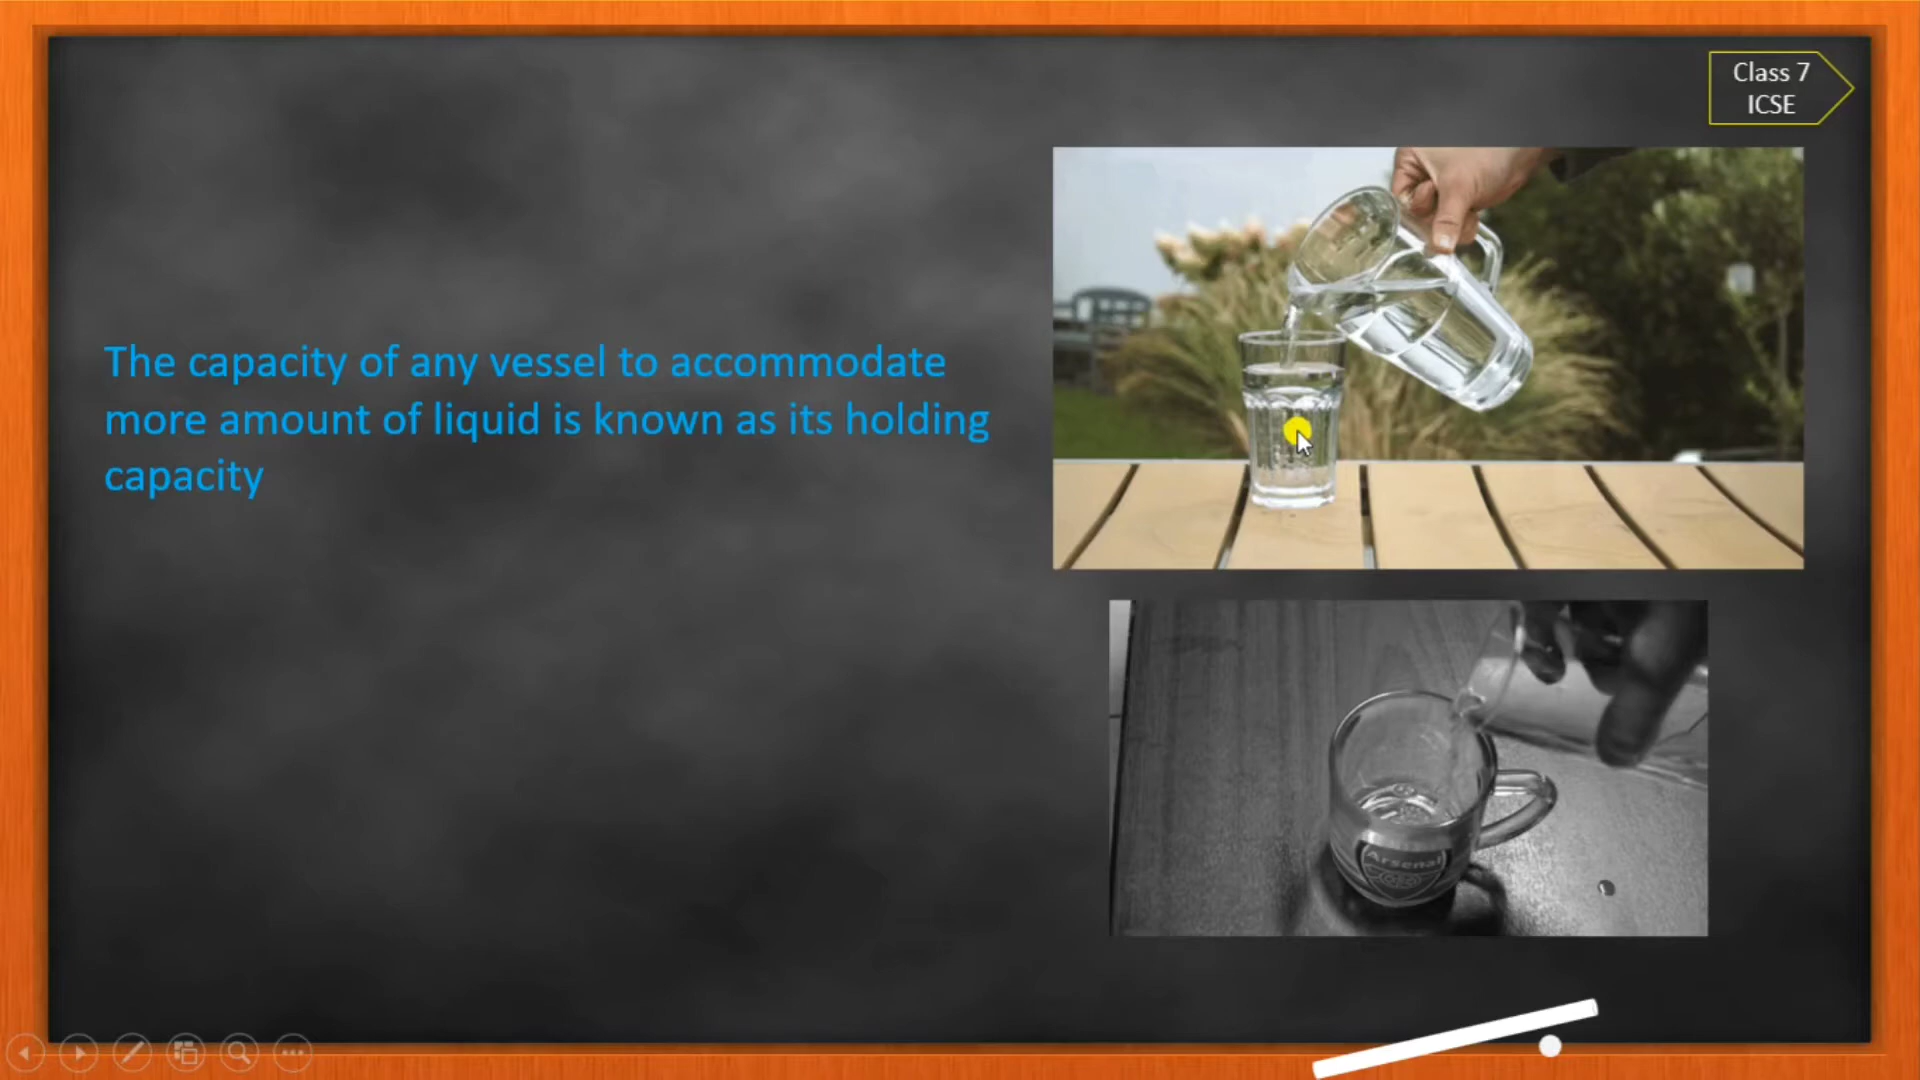 Class 7
ICSE
The capacity of any vessel to accommodate
more amount of liquid is known as its holding
capacity
Arsenal